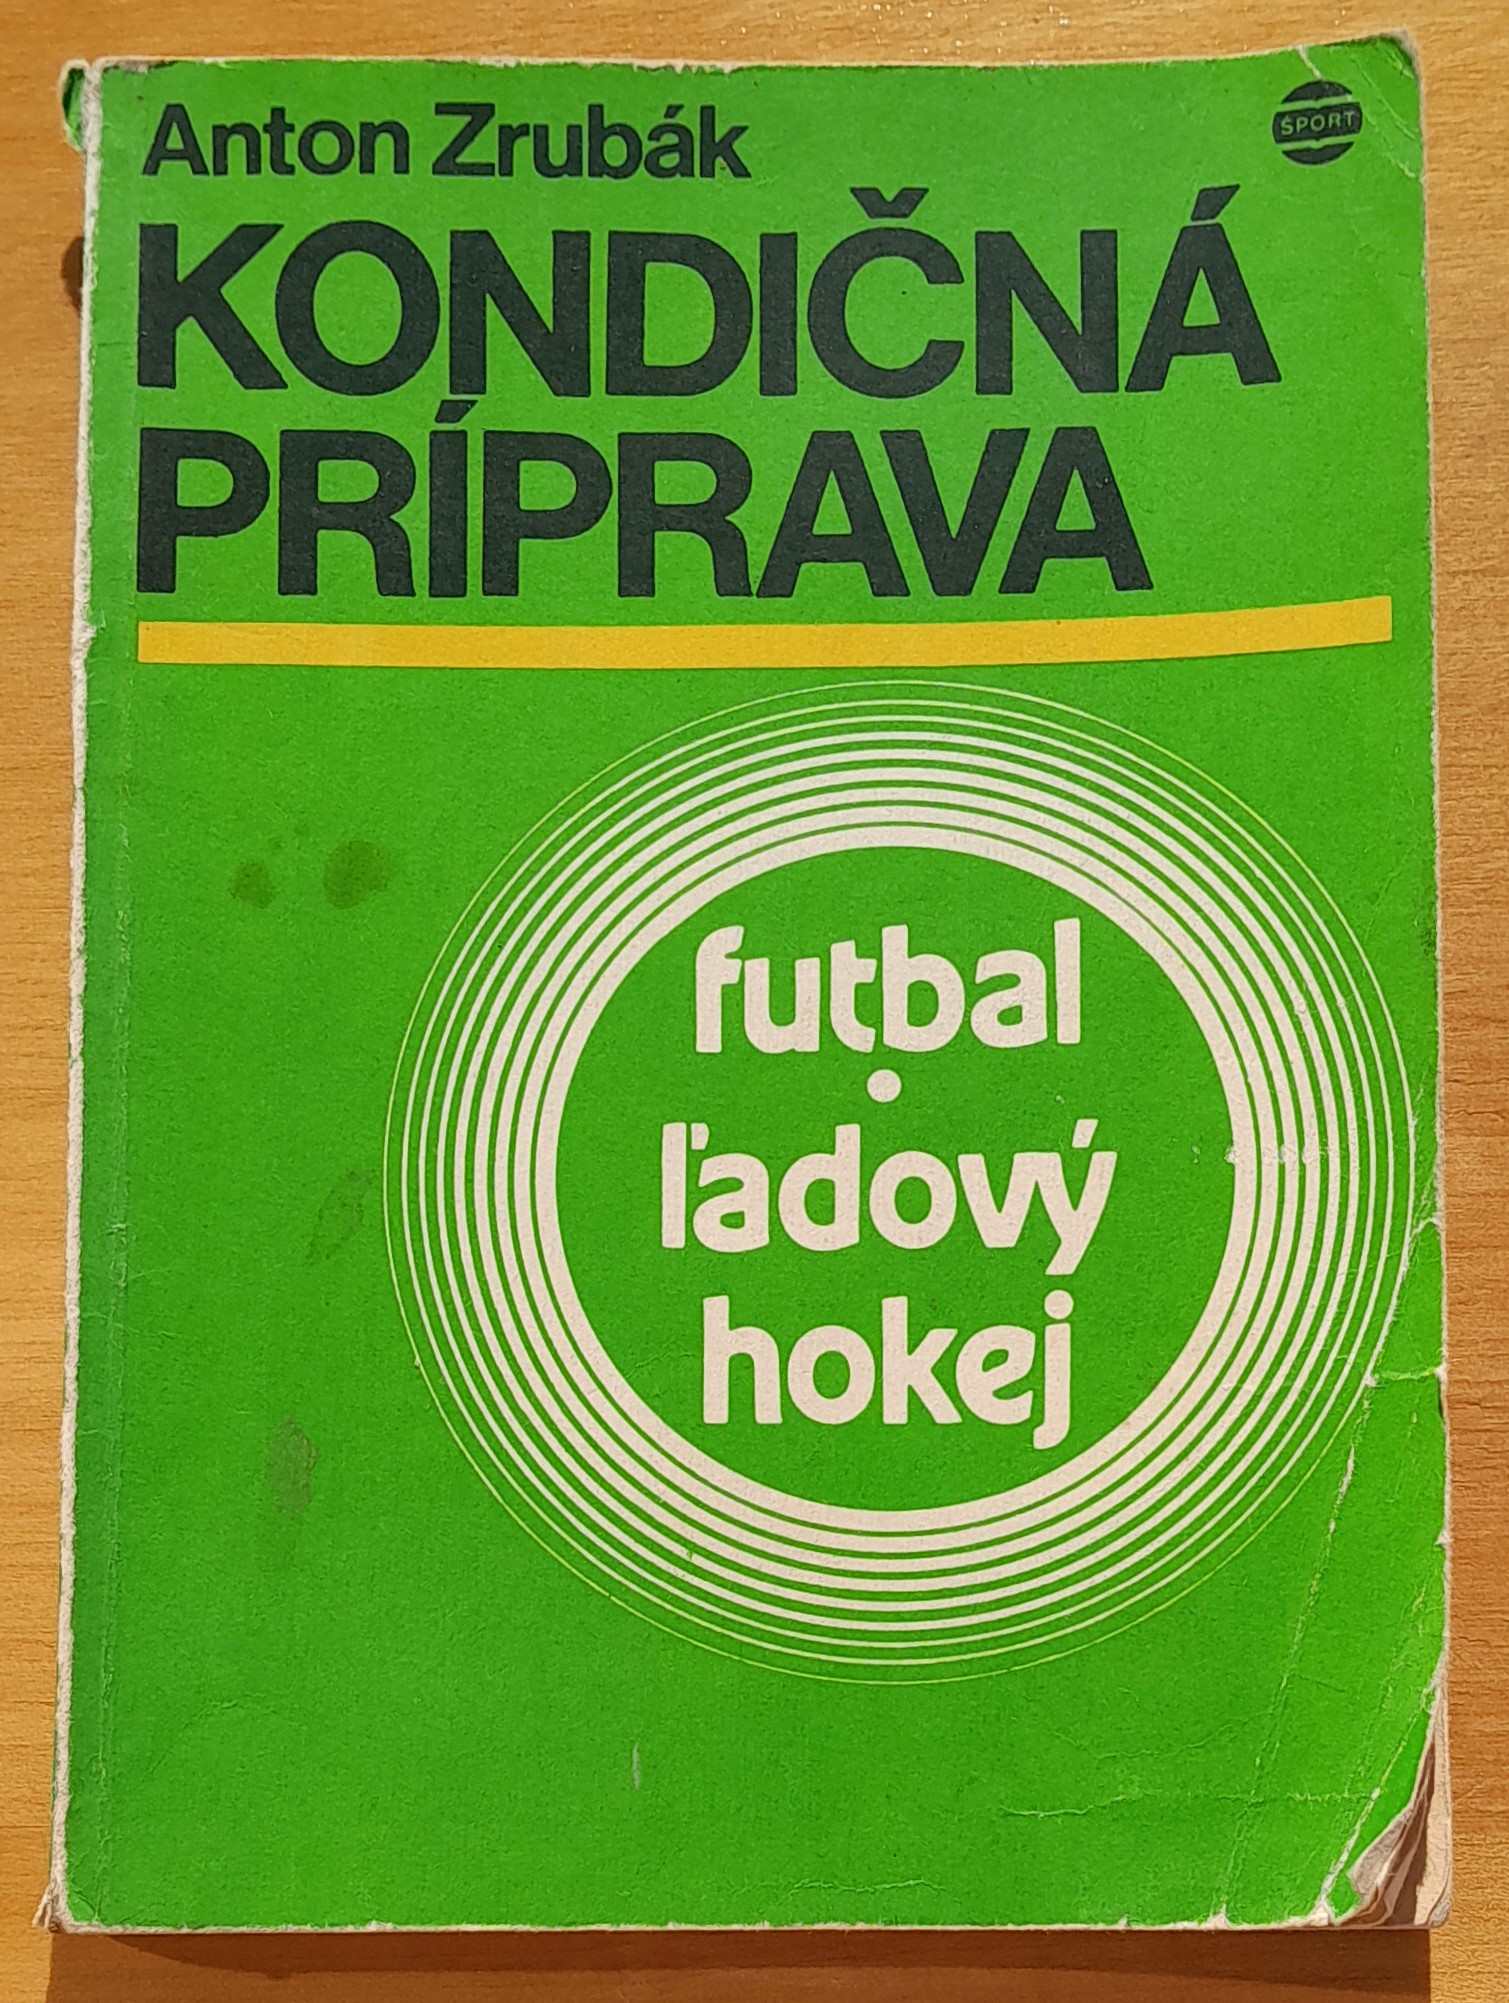 Anton Zrubák
ŠPORT
KONDIČNÁ
PRÍPRAVA
futbal
•
ľadový
hokej